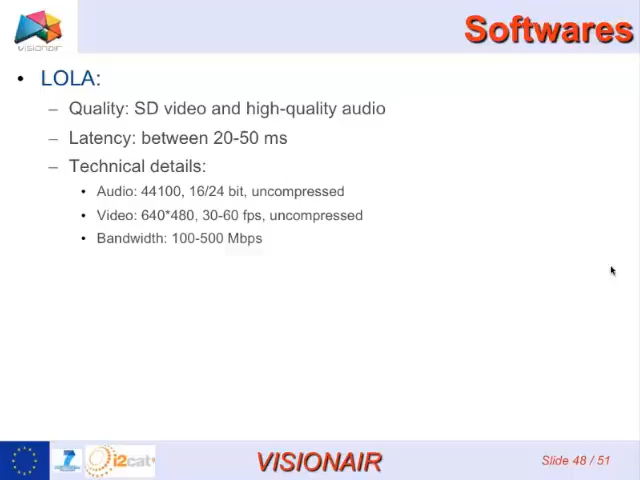 VISIONAIR
Softwares
• LOLA:
– Quality: SD video and high-quality audio
– Latency: between 20-50 ms
– Technical details:
• Audio: 44100, 16/24 bit, uncompressed
• Video: 640*480, 30-60 fps, uncompressed
• Bandwidth: 100-500 Mbps
7
i2cat
VISIONAIR
Slide 48 / 51